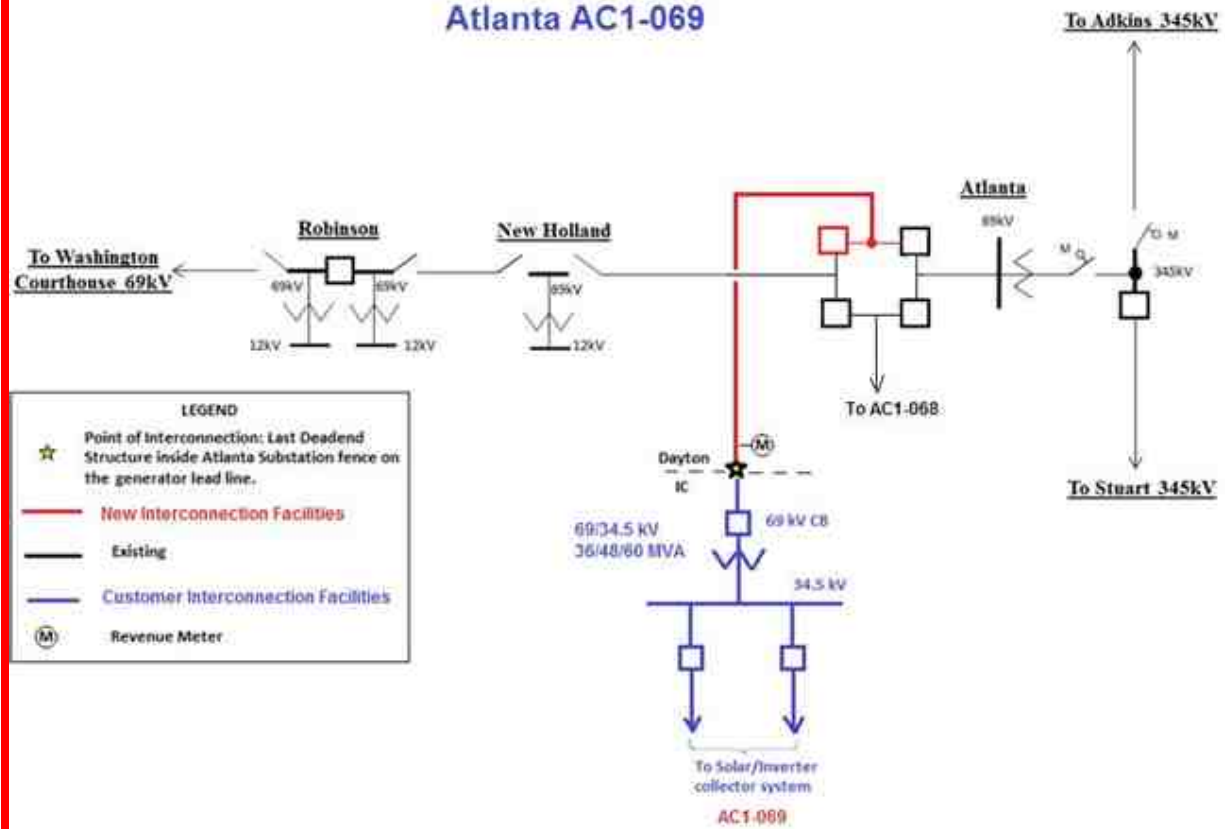 Atlanta AC1-069
To Adkins 345kV
Atlanta
69kV
M
M
345kV
Robinson
New Holland
To Washington
Courthouse 69kV
69kV
69kV
69kV
12kV
12kV
12kV
To AC1-068
To Stuart 345kV
LEGEND
Point of Interconnection: Last Deadend
Structure inside Atlanta Substation fence on
the generator lead line.
New Interconnection Facilities
Existing
Customer Interconnection Facilities
M
Revenue Meter
M
Dayton
IC
69/34.5 kV
36/48/60 MVA
69 kV CB
34.5 kV
To Solar/Inverter
collector system
AC1-069